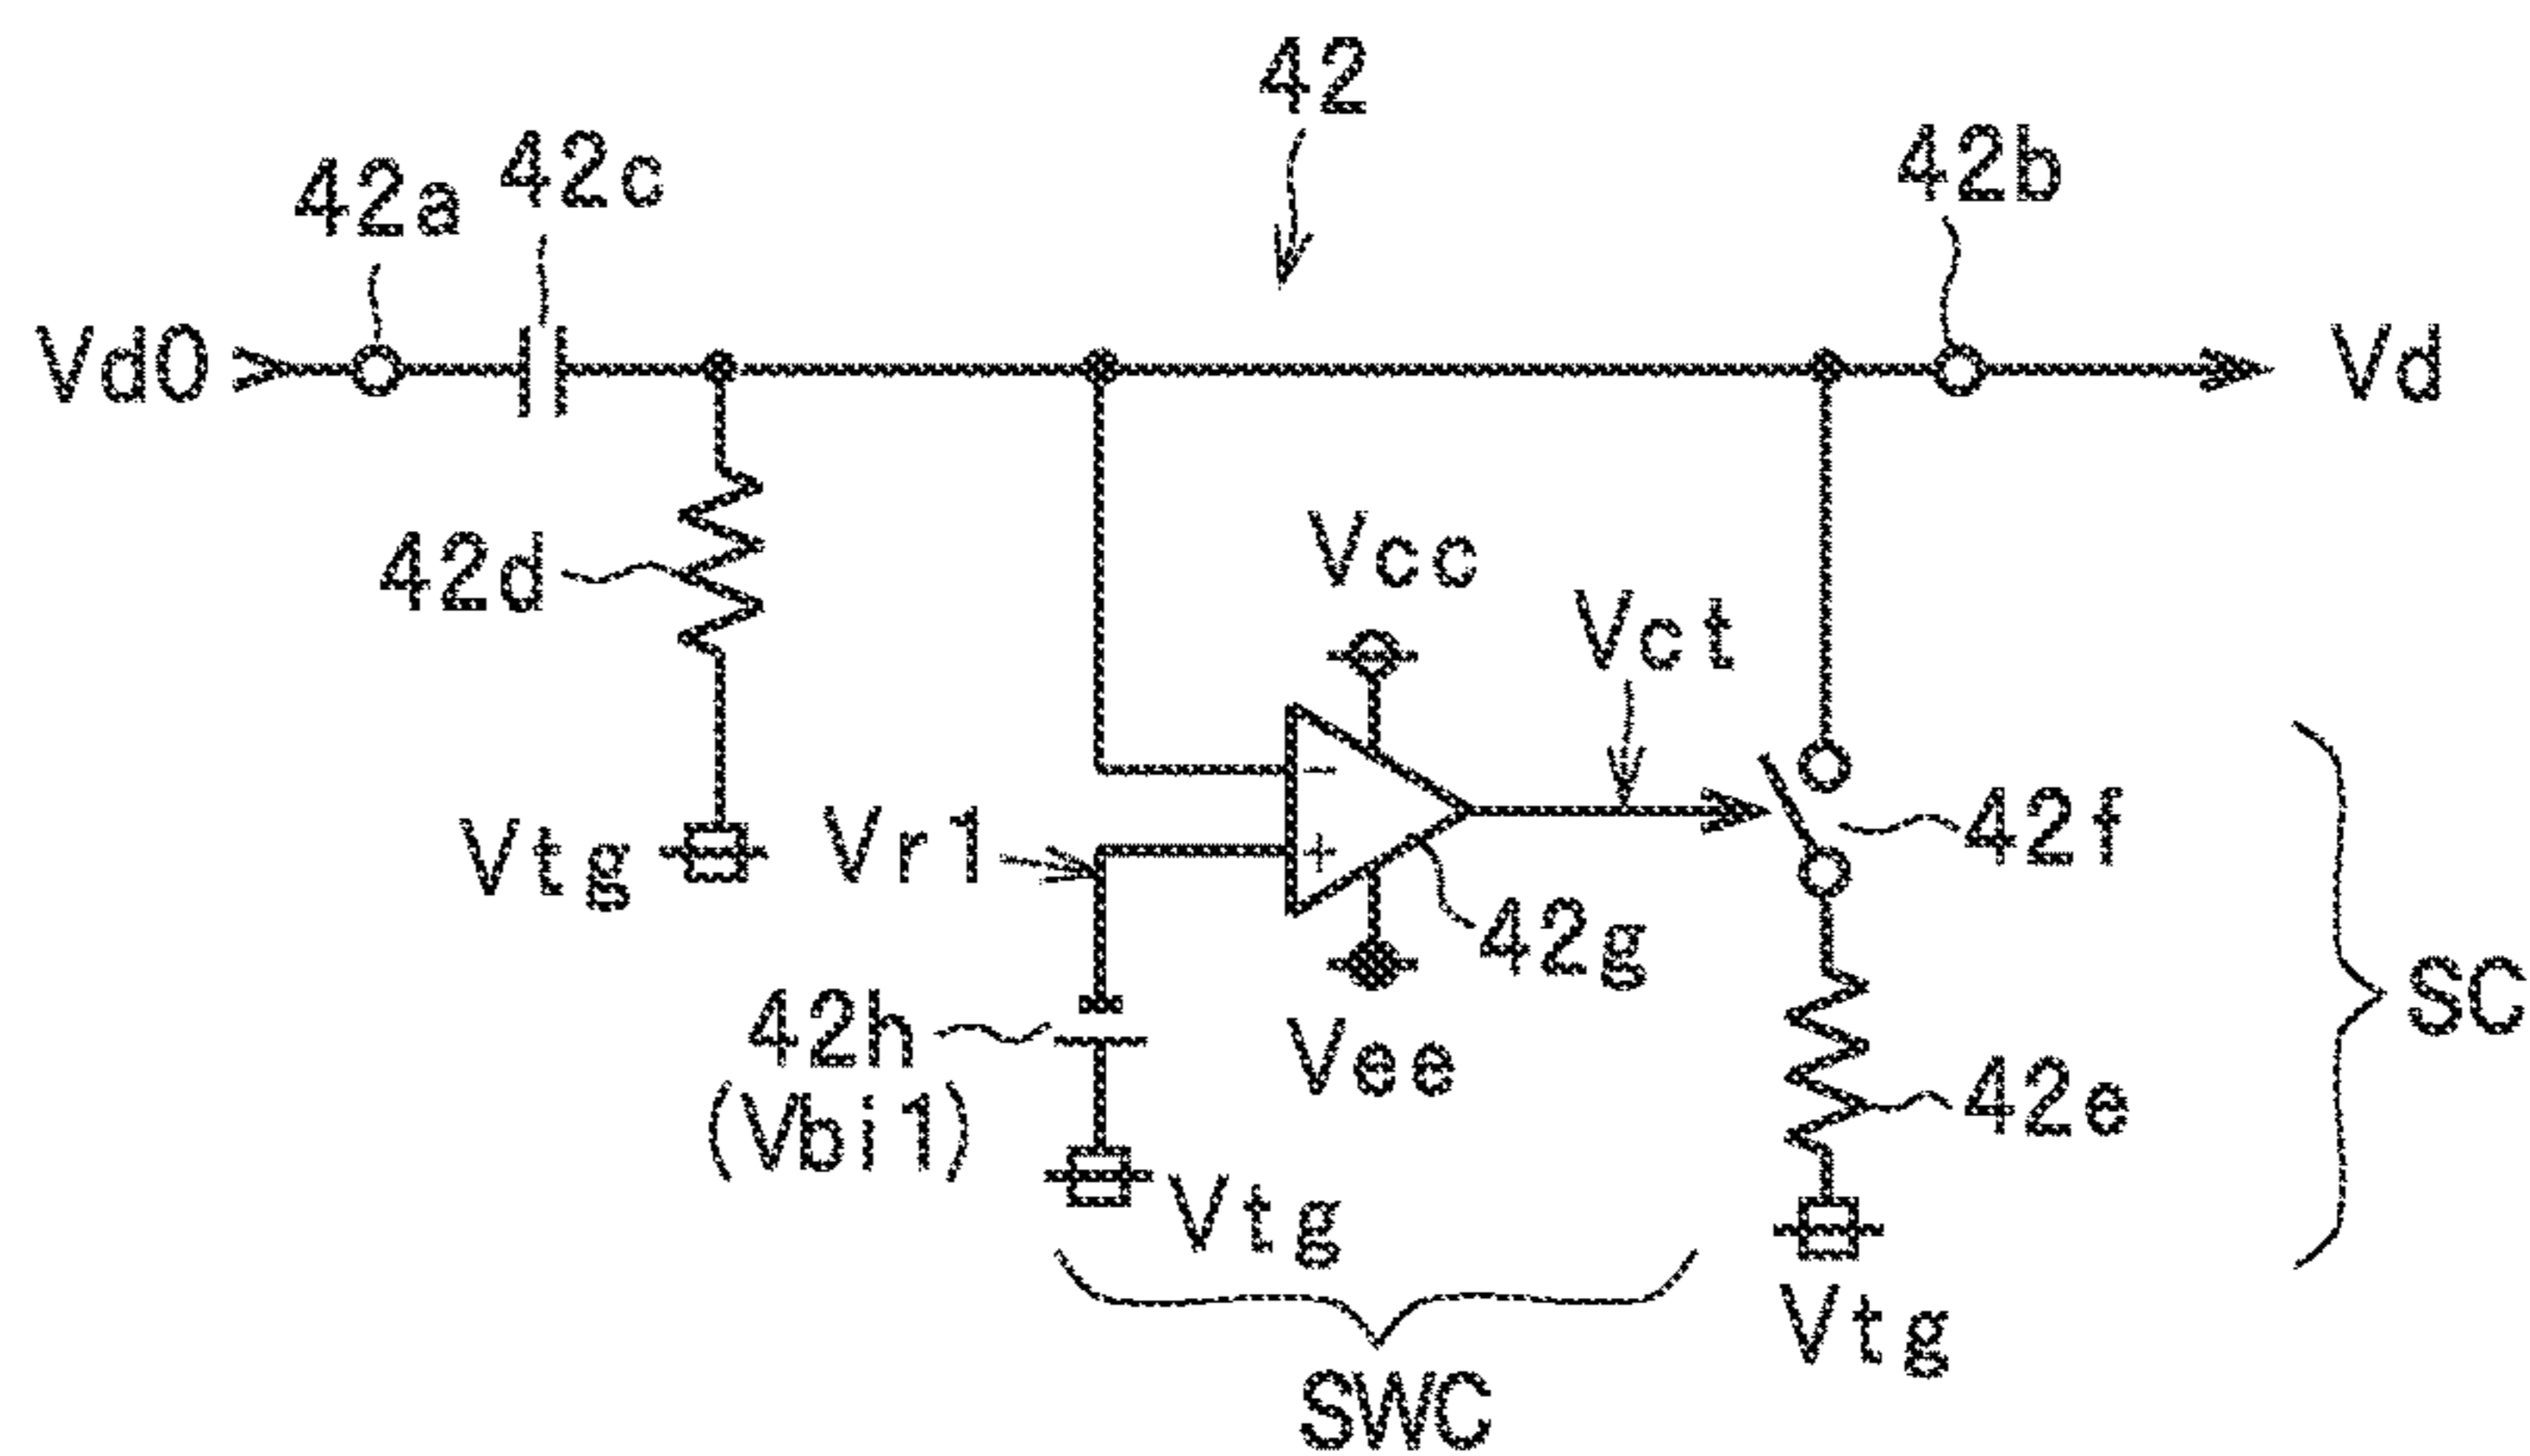 42
42a
42c
42b
Vd0
Vd
42d
Vcc
Vct
Vtg
Vr1
-
+
42f
42g
42h
(Vbi1)
Vee
SC
42e
Vtg
Vtg
SWC